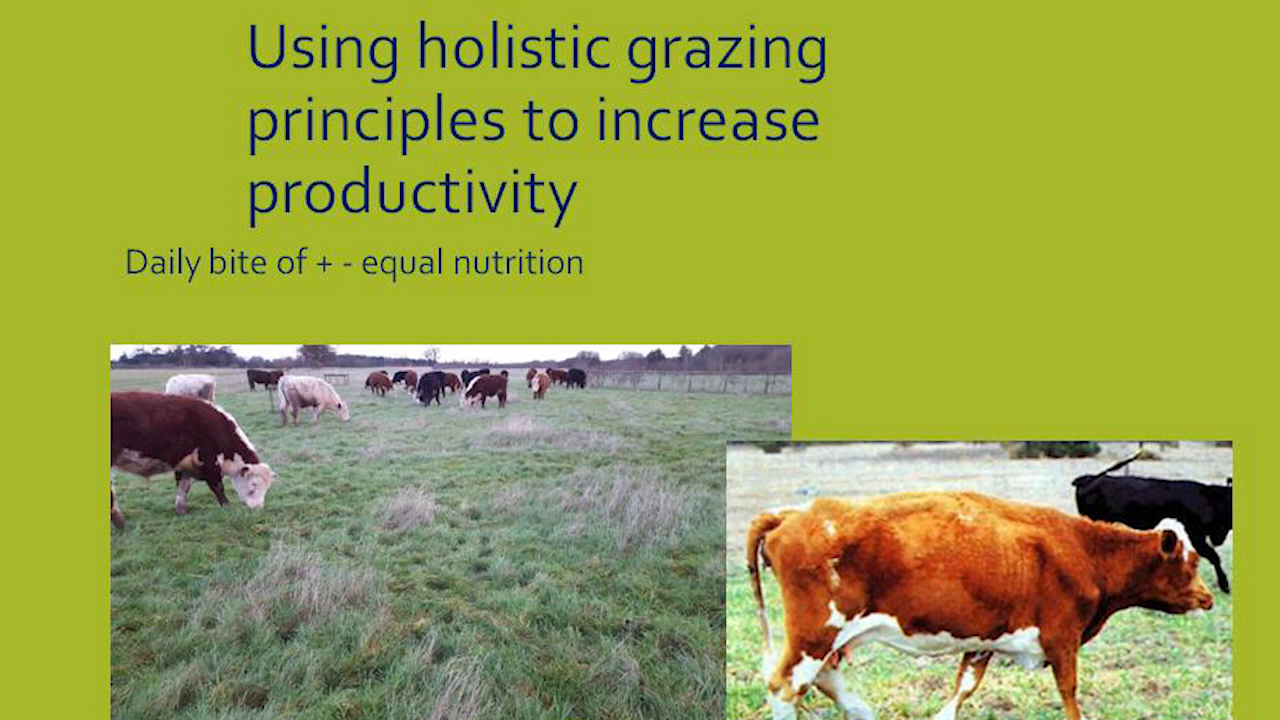 Using holistic grazing
principles to increase
productivity
Daily bite of + - equal nutrition